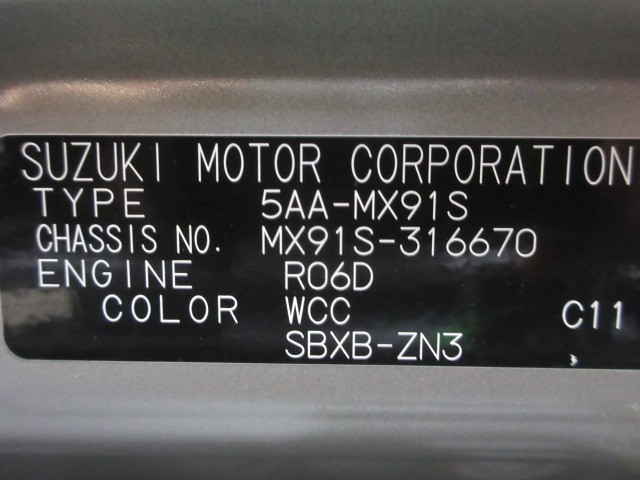 SUZUKI MOTOR CORPORATION
TYPE 5AA-MX91S
CHASSIS NO. MX91S-316670
ENGINE R06D
COLOR WCC C11
SBXB-ZN3